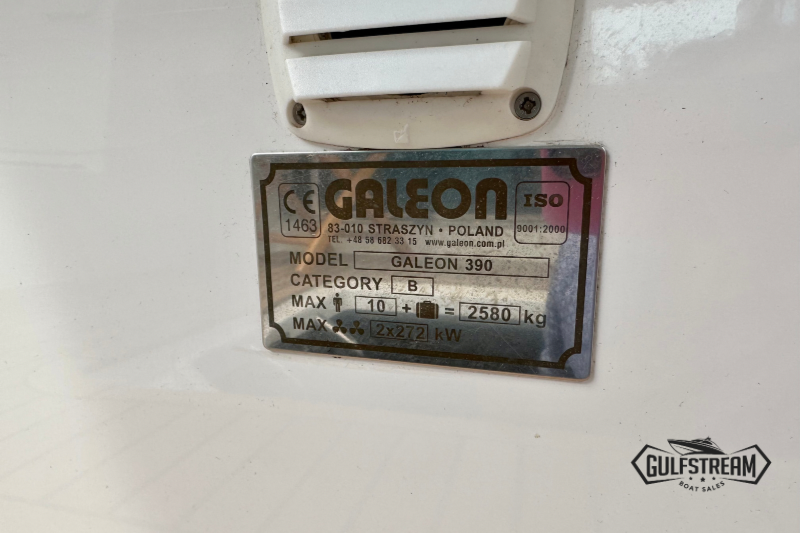 CE 1463
GALEON
ISO 9001:2000
83-010 STRASZYN • POLAND
TEL. +48 58 682 33 15 www.galeon.com.pl
MODEL GALEON 390
CATEGORY B
MAX 10 + = 2580 kg
MAX 2x272 kW
GULFSTREAM
BOAT SALES